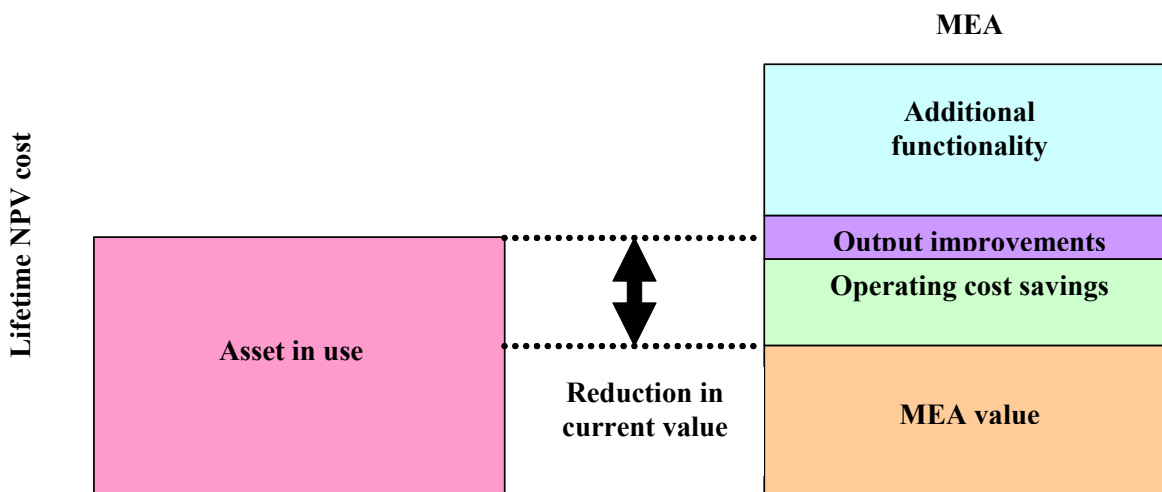 MEA
Lifetime NPV cost
Additional
functionality
Output improvements
Operating cost savings
Asset in use
Reduction in
current value
MEA value